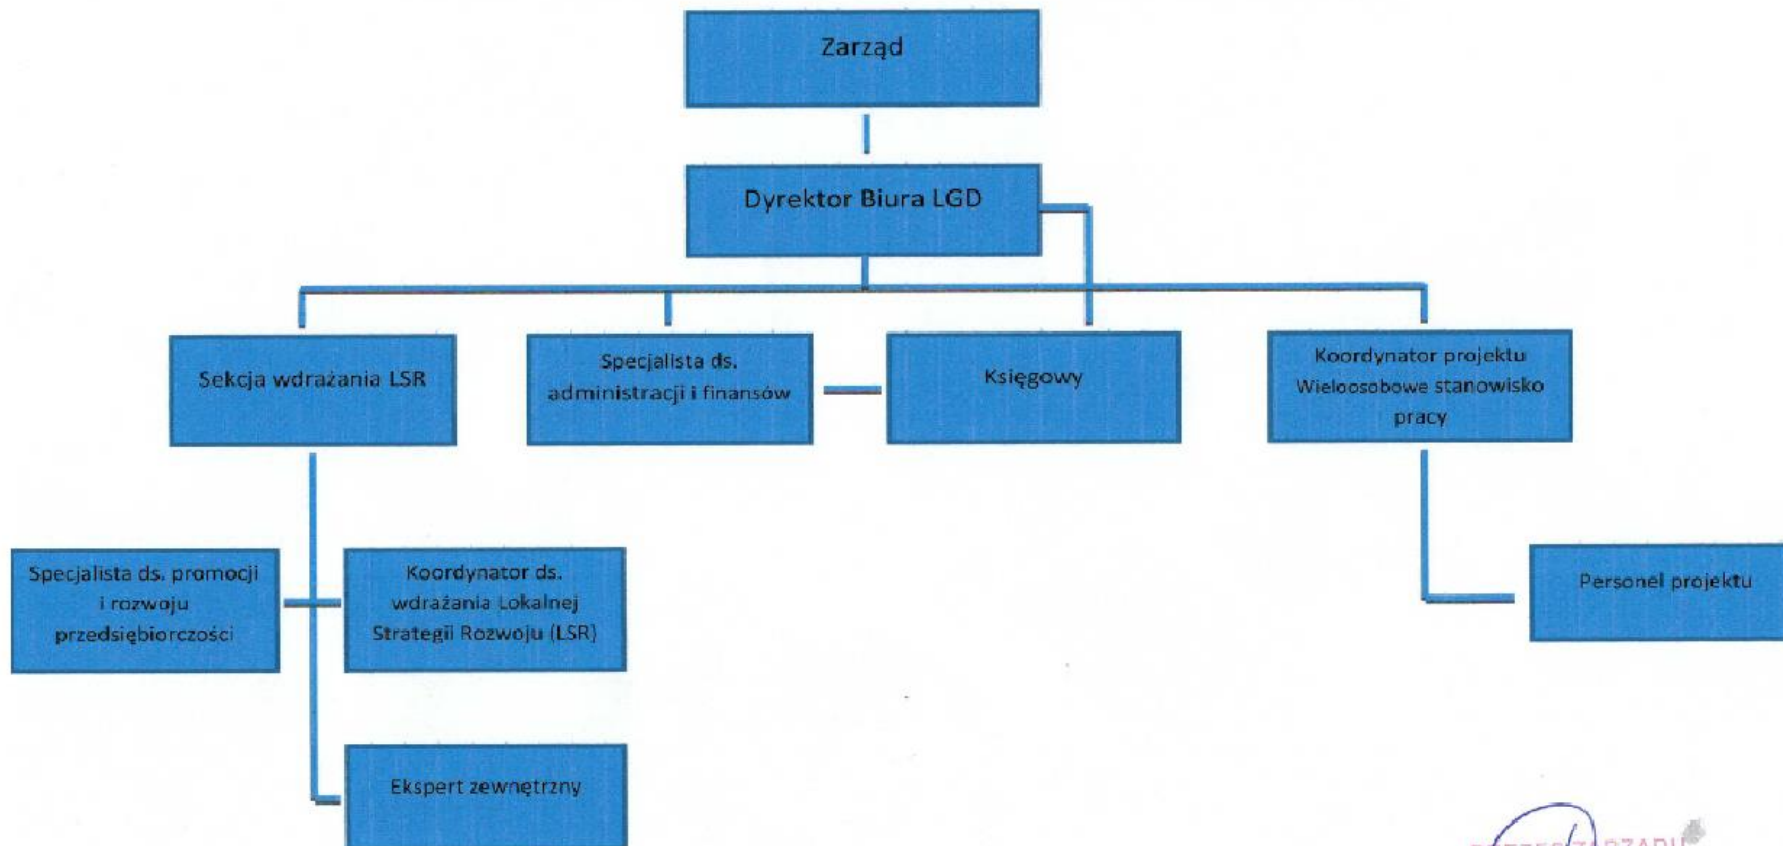 Zarząd
Dyrektor Biura LGD
Sekcja wdrażania LSR
Specjalista ds.
administracji i finansów
Księgowy
Koordynator projektu
Wieloosobowe stanowisko
pracy
Specjalista ds. promocji
i rozwoju
przedsiębiorczości
Koordynator ds.
wdrażania Lokalnej
Strategii Rozwoju (LSR)
Personel projektu
Ekspert zewnętrzny
ZARZĄDU